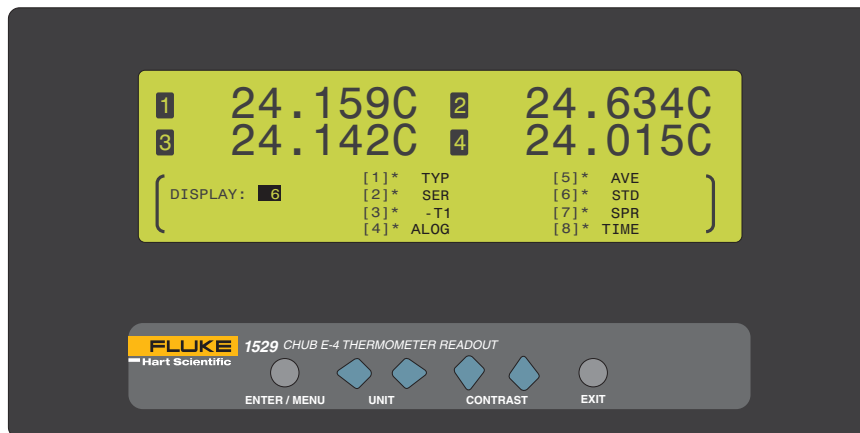 1 24.159C 2 24.634C
3 24.142C 4 24.015C
DISPLAY: 6
[1]* TYP
[2]* SER
[3]* -T1
[4]* ALOG
[5]* AVE
[6]* STD
[7]* SPR
[8]* TIME
FLUKE
Hart Scientific
1529 CHUB E-4 THERMOMETER READOUT
ENTER / MENU UNIT CONTRAST EXIT